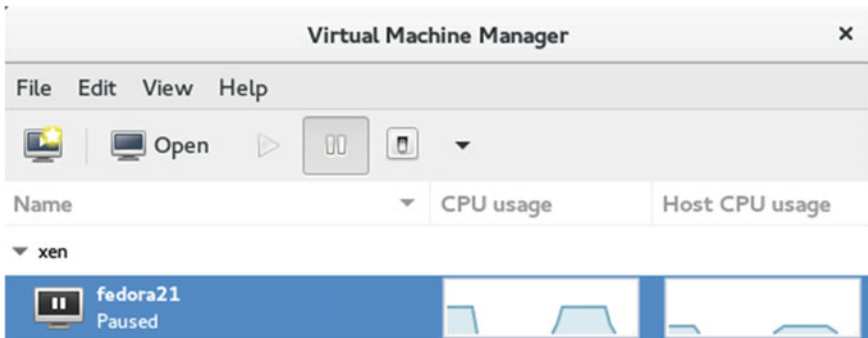 Virtual Machine Manager
File Edit View Help
Open
Name CPU usage Host CPU usage
xen
fedora21
Paused